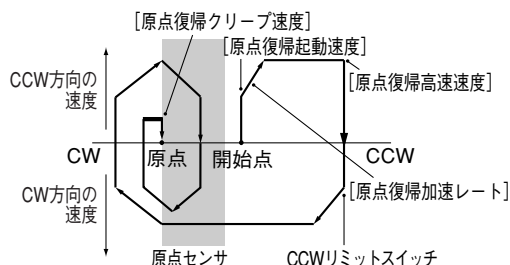 [原点復帰クリープ速度]
[原点復帰起動速度]
[原点復帰高速速度]
CCW方向の
速度
CW
原点
開始点
CCW
CW方向の
速度
[原点復帰加速レート]
原点センサ
CCWリミットスイッチ